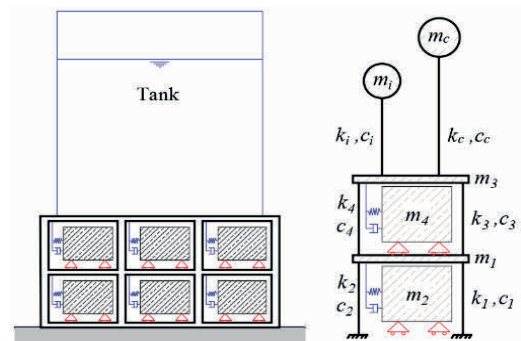 Tank
m_c
m_i
k_i ,c_i
k_c ,c_c
m_3
k_4
c_4
m_4
k_3 ,c_3
m_1
k_2
c_2
m_2
k_1 ,c_1